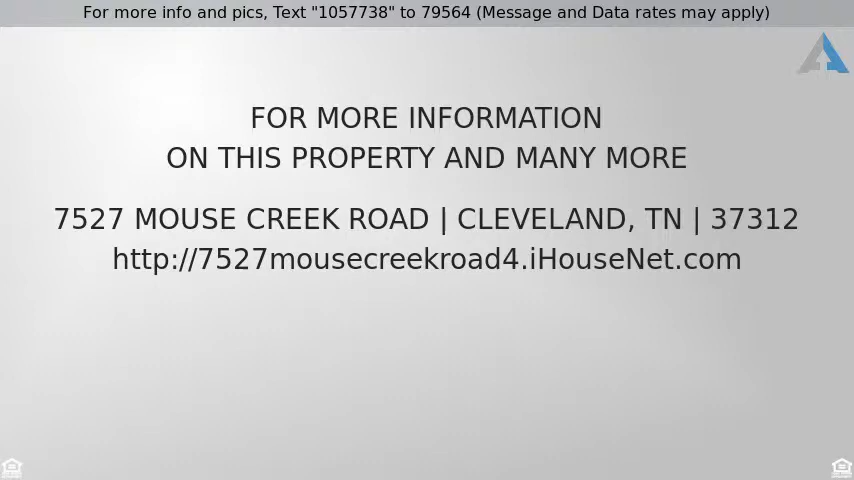 For more info and pics, Text "1057738" to 79564 (Message and Data rates may apply)
FOR MORE INFORMATION
ON THIS PROPERTY AND MANY MORE
7527 MOUSE CREEK ROAD | CLEVELAND, TN | 37312
http://7527mousecreekroad4.iHouseNet.com